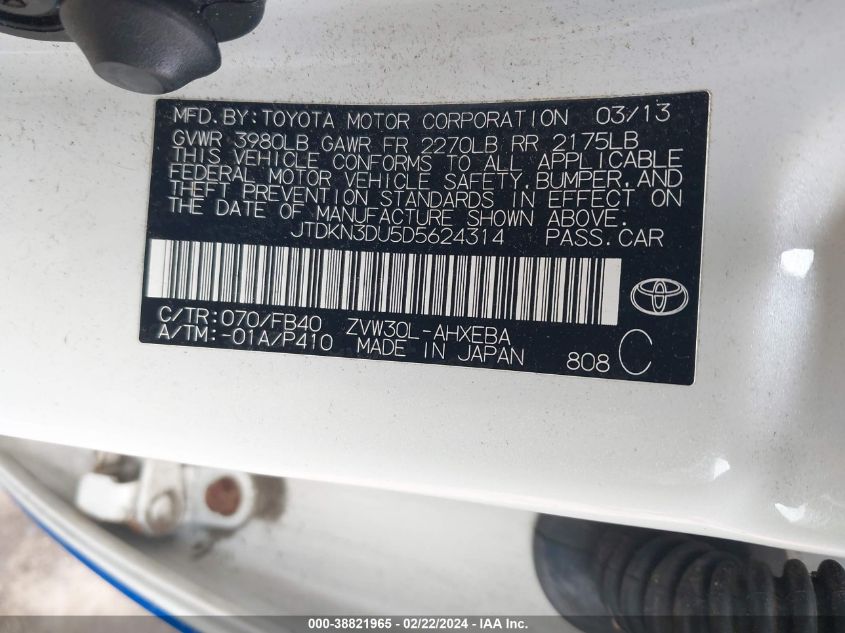 MFD.BY:TOYOTA MOTOR CORPORATION 03/13
GVWR 3980LB GAWR FR 2270LB RR 2175LB
THIS VEHICLE CONFORMS TO ALL APPLICABLE
FEDERAL MOTOR VEHICLE SAFETY,BUMPER,AND
THEFT PREVENTION STANDARDS IN EFFECT ON
THE DATE OF MANUFACTURE SHOWN ABOVE.
JTDKN3DU5D5624314 PASS.CAR
C/TR:070/FB40 ZVW30L-AHXEBA
A/TM:-01A/P410 MADE IN JAPAN 808 C
000-38821965 - 02/22/2024 - IAA Inc.